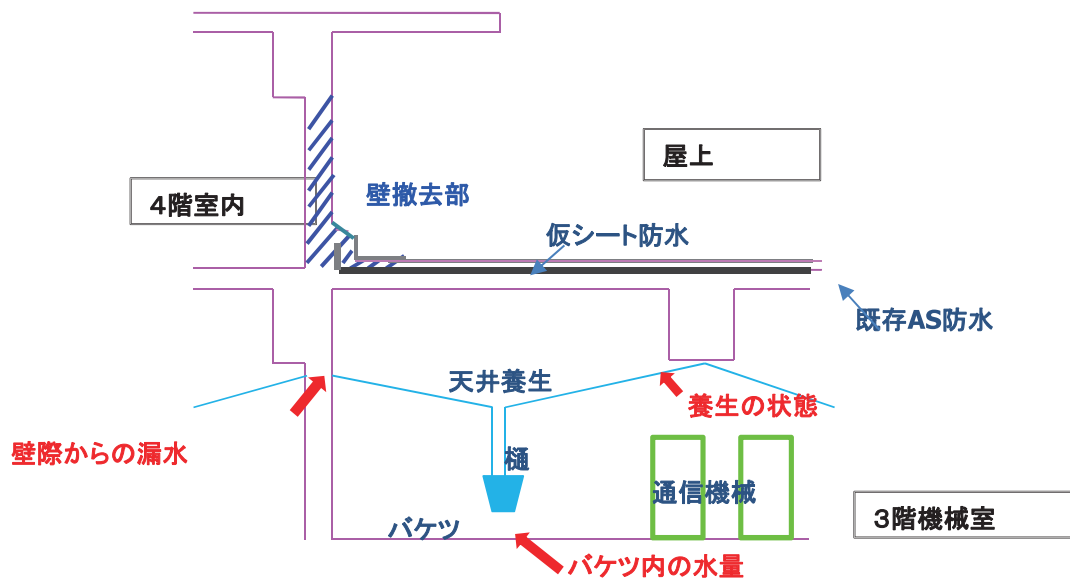 屋上
4階室内
壁撤去部
仮シート防水
既存AS防水
天井養生
養生の状態
壁際からの漏水
樋
通信機械
3階機械室
バケツ
バケツ内の水量